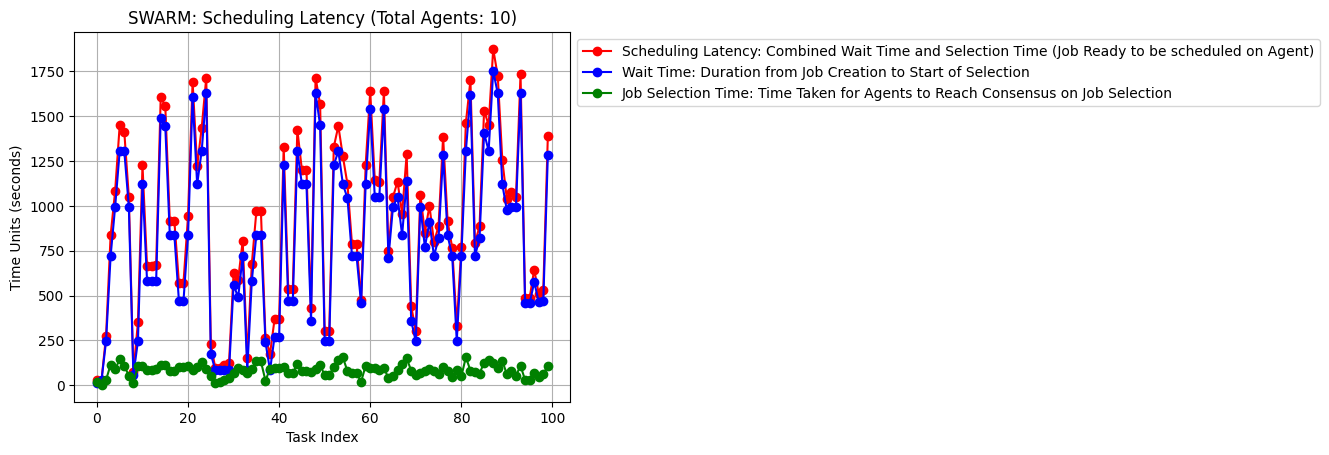 SWARM: Scheduling Latency (Total Agents: 10)
Scheduling Latency: Combined Wait Time and Selection Time (Job Ready to be scheduled on Agent)
Wait Time: Duration from Job Creation to Start of Selection
Job Selection Time: Time Taken for Agents to Reach Consensus on Job Selection
Time Units (seconds)
1750
1500
1250
1000
750
500
250
0
0 20 40 60 80 100
Task Index